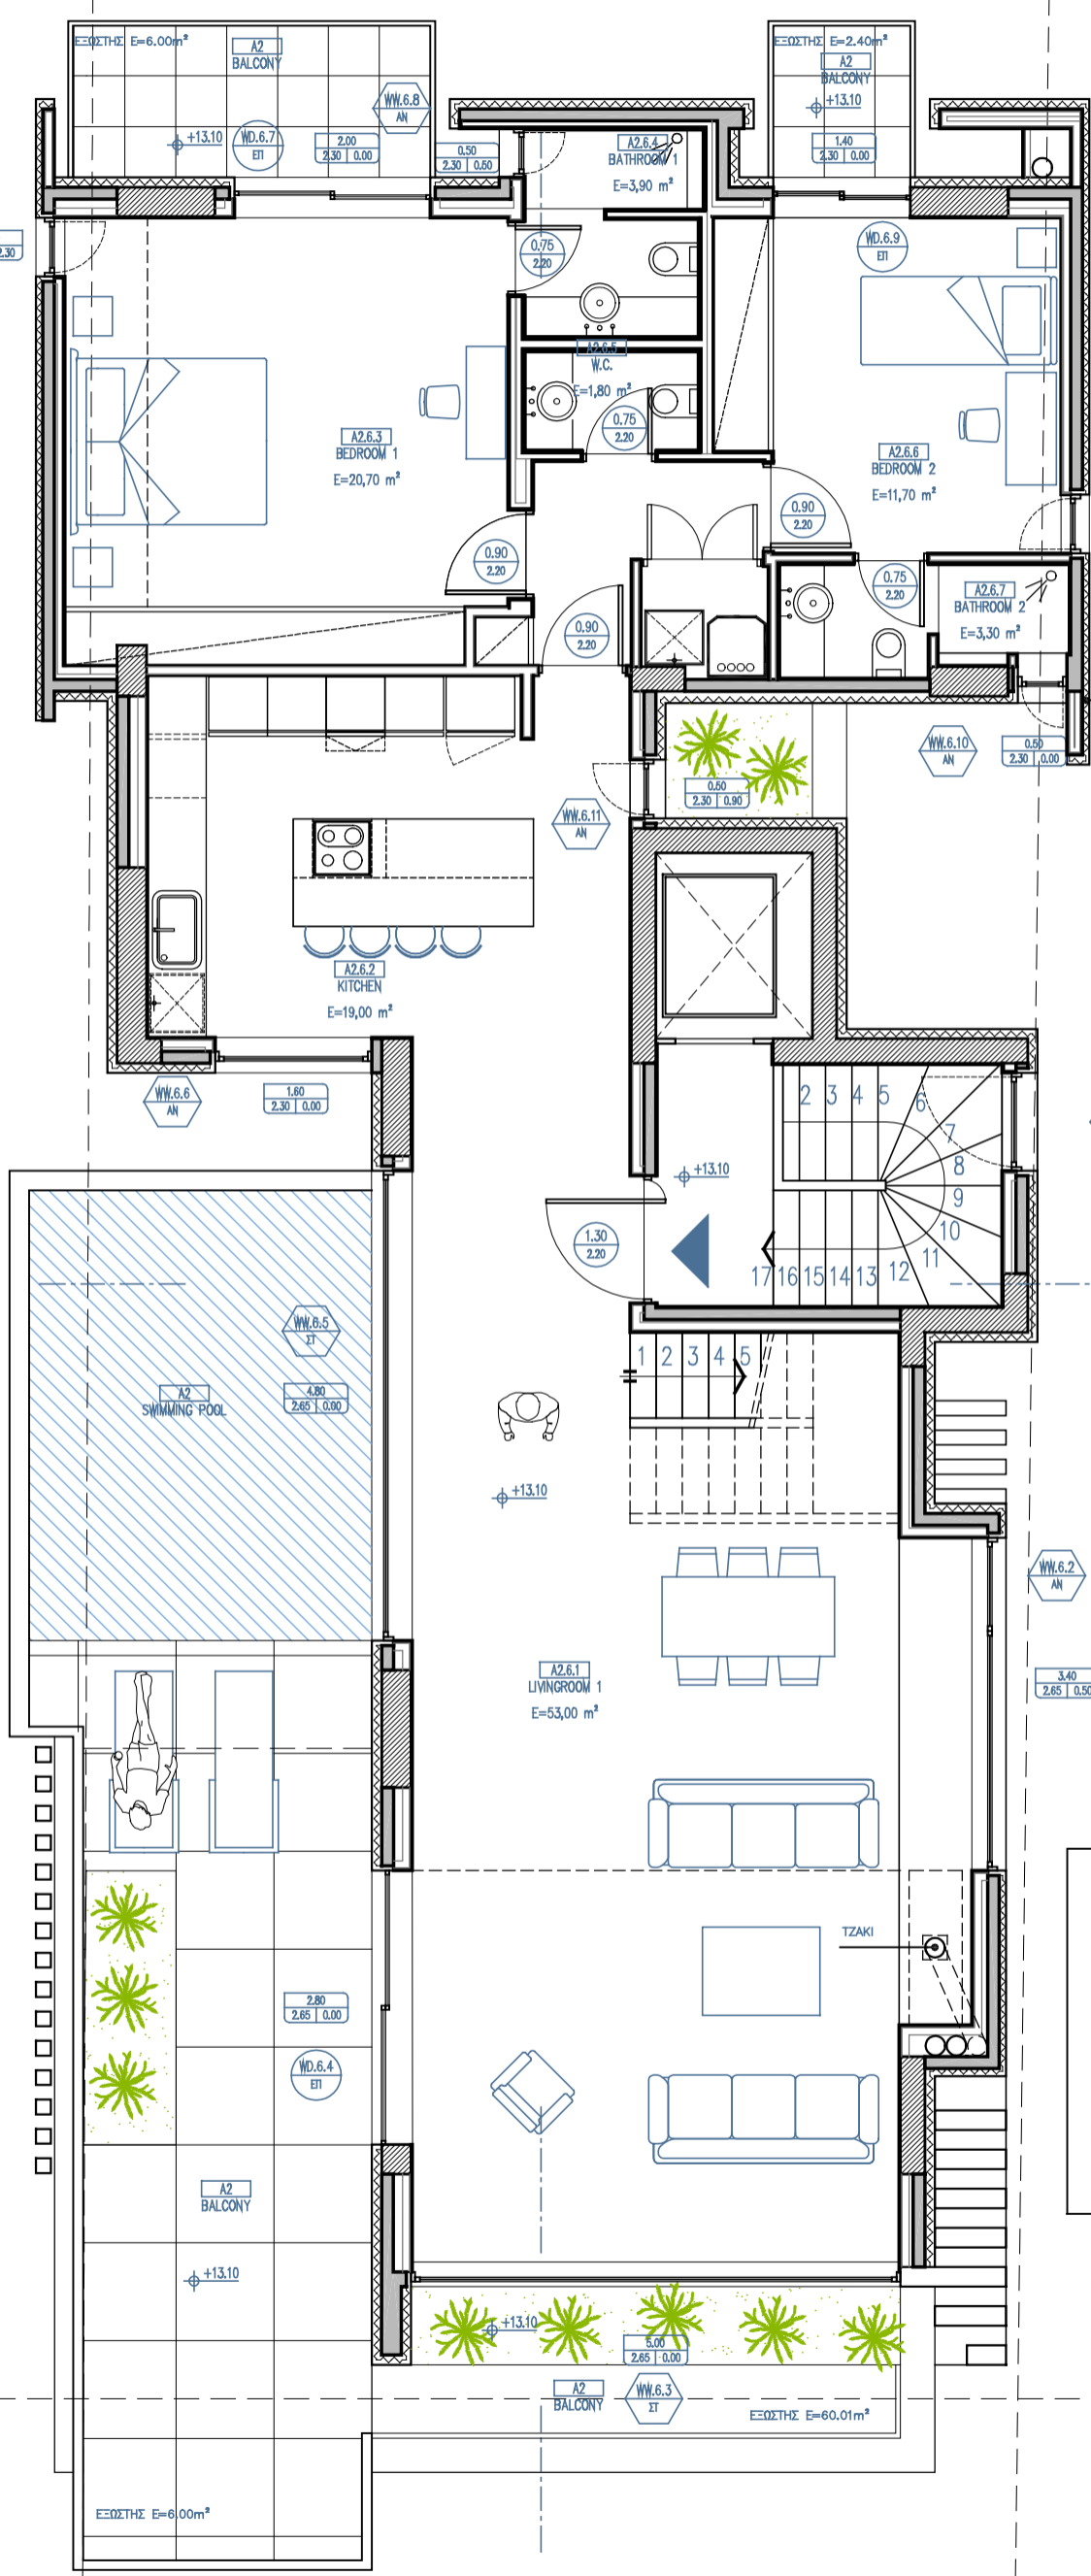 ΕΞΩΣΤΗΣ E=6.00m²
A2
BALCONY
ΕΞΩΣΤΗΣ E=2.40m²
A2
BALCONY
WW.6.8
ΑΝ
+13.10
+13.10
WD.6.7
ΕΠ
2.00
2.30 0.00
0.50
2.30 0.50
A2.6.4
BATHROOM 1
E=3,90 m²
1.40
2.30 0.00
2.30
0.75
2.20
WD.6.9
ΕΠ
A2.6.5
W.C.
E=1,80 m²
0.75
2.20
A2.6.3
BEDROOM 1
E=20,70 m²
A2.6.6
BEDROOM 2
E=11,70 m²
0.90
2.20
0.90
2.20
0.75
2.20
A2.6.7
BATHROOM 2
E=3,30 m²
0.90
2.20
WW.6.10
ΑΝ
0.50
2.30 0.00
0.50
2.30 0.90
WW.6.11
ΑΝ
A2.6.2
KITCHEN
E=19,00 m²
WW.6.6
ΑΝ
1.60
2.30 0.00
2 3 4 5 6
7
8
9
10
11
12
+13.10
1.30
2.20
17 16 15 14 13
WW.6.5
ΣΤ
1 2 3 4 5
A2
SWIMMING POOL
4.80
2.65 0.00
+13.10
WW.6.2
ΑΝ
A2.6.1
LIVINGROOM 1
E=53,00 m²
3.40
2.65 0.50
ΤΖΑΚΙ
2.80
2.65 0.00
WD.6.4
ΕΠ
A2
BALCONY
+13.10
+13.10
5.00
2.65 0.00
A2
BALCONY
WW.6.3
ΣΤ
ΕΞΩΣΤΗΣ E=60.01m²
ΕΞΩΣΤΗΣ E=6.00m²